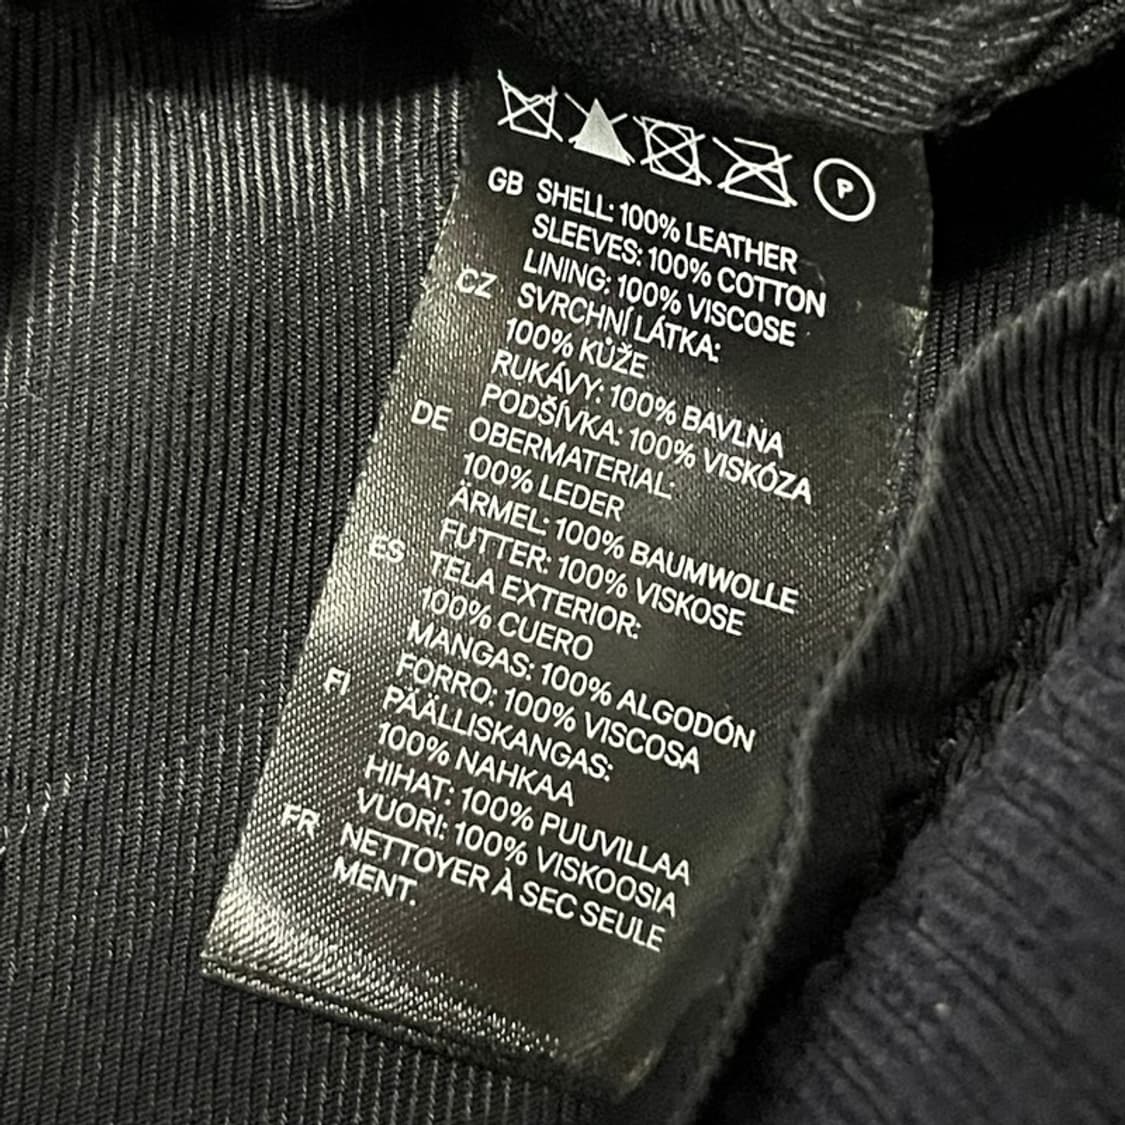 P
GB SHELL: 100% LEATHER
SLEEVES: 100% COTTON
LINING: 100% VISCOSE
CZ SVRCHNÍ LÁTKA:
100% KŮŽE
RUKÁVY: 100% BAVLNA
PODŠÍVKA: 100% VISKÓZA
DE OBERMATERIAL:
100% LEDER
ÄRMEL: 100% BAUMWOLLE
FUTTER: 100% VISKOSE
ES TELA EXTERIOR:
100% CUERO
MANGAS: 100% ALGODÓN
FORRO: 100% VISCOSA
FI PÄÄLLISKANGAS:
100% NAHKAA
HIHAT: 100% PUUVILLAA
VUORI: 100% VISKOOSIA
FR NETTOYER À SEC SEULE
MENT.